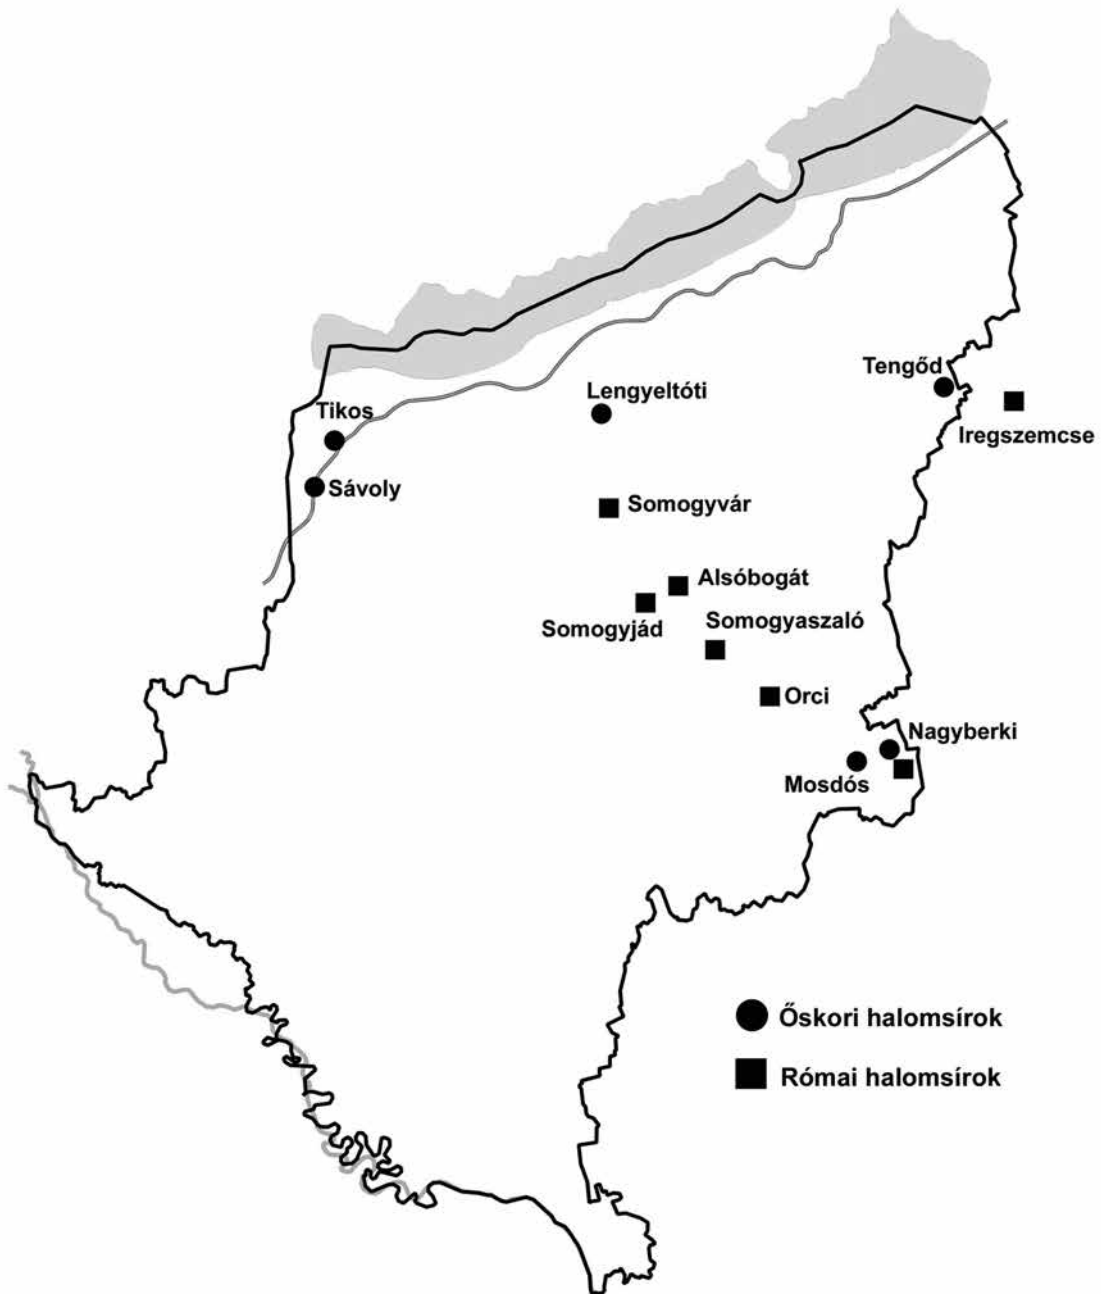 Tengőd
Lengyeltóti
Tikos
Iregszemcse
Sávoly
Somogyvár
Alsóbogát
Somogyjád
Somogyaszaló
Orci
Nagyberki
Mosdós
Őskori halomsírok
Római halomsírok